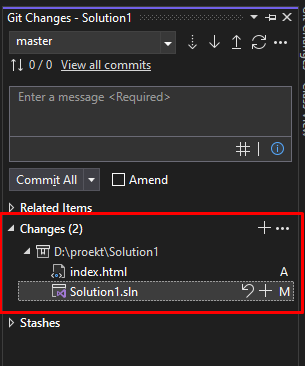 Git Changes - Solution1
master
0 / 0 View all commits
Enter a message <Required>
Commit All Amend
Related Items
Changes (2)
D:\proekt\Solution1
index.html A
Solution1.sln M
Stashes